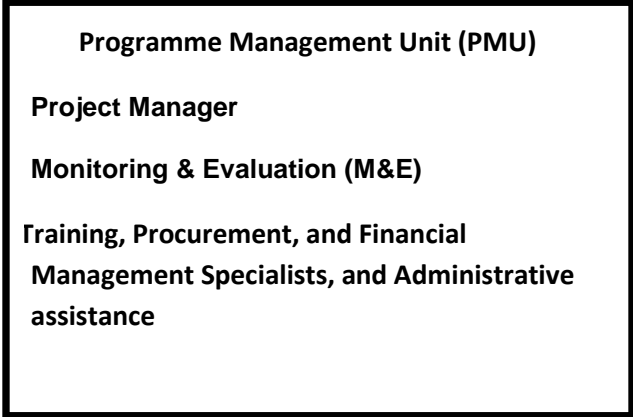 Programme Management Unit (PMU)
Project Manager
Monitoring & Evaluation (M&E)
Training, Procurement, and Financial
Management Specialists, and Administrative
assistance